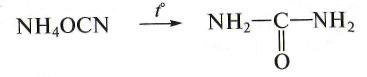 NH₄OCN —t°→ NH₂—C—NH₂
‖
O